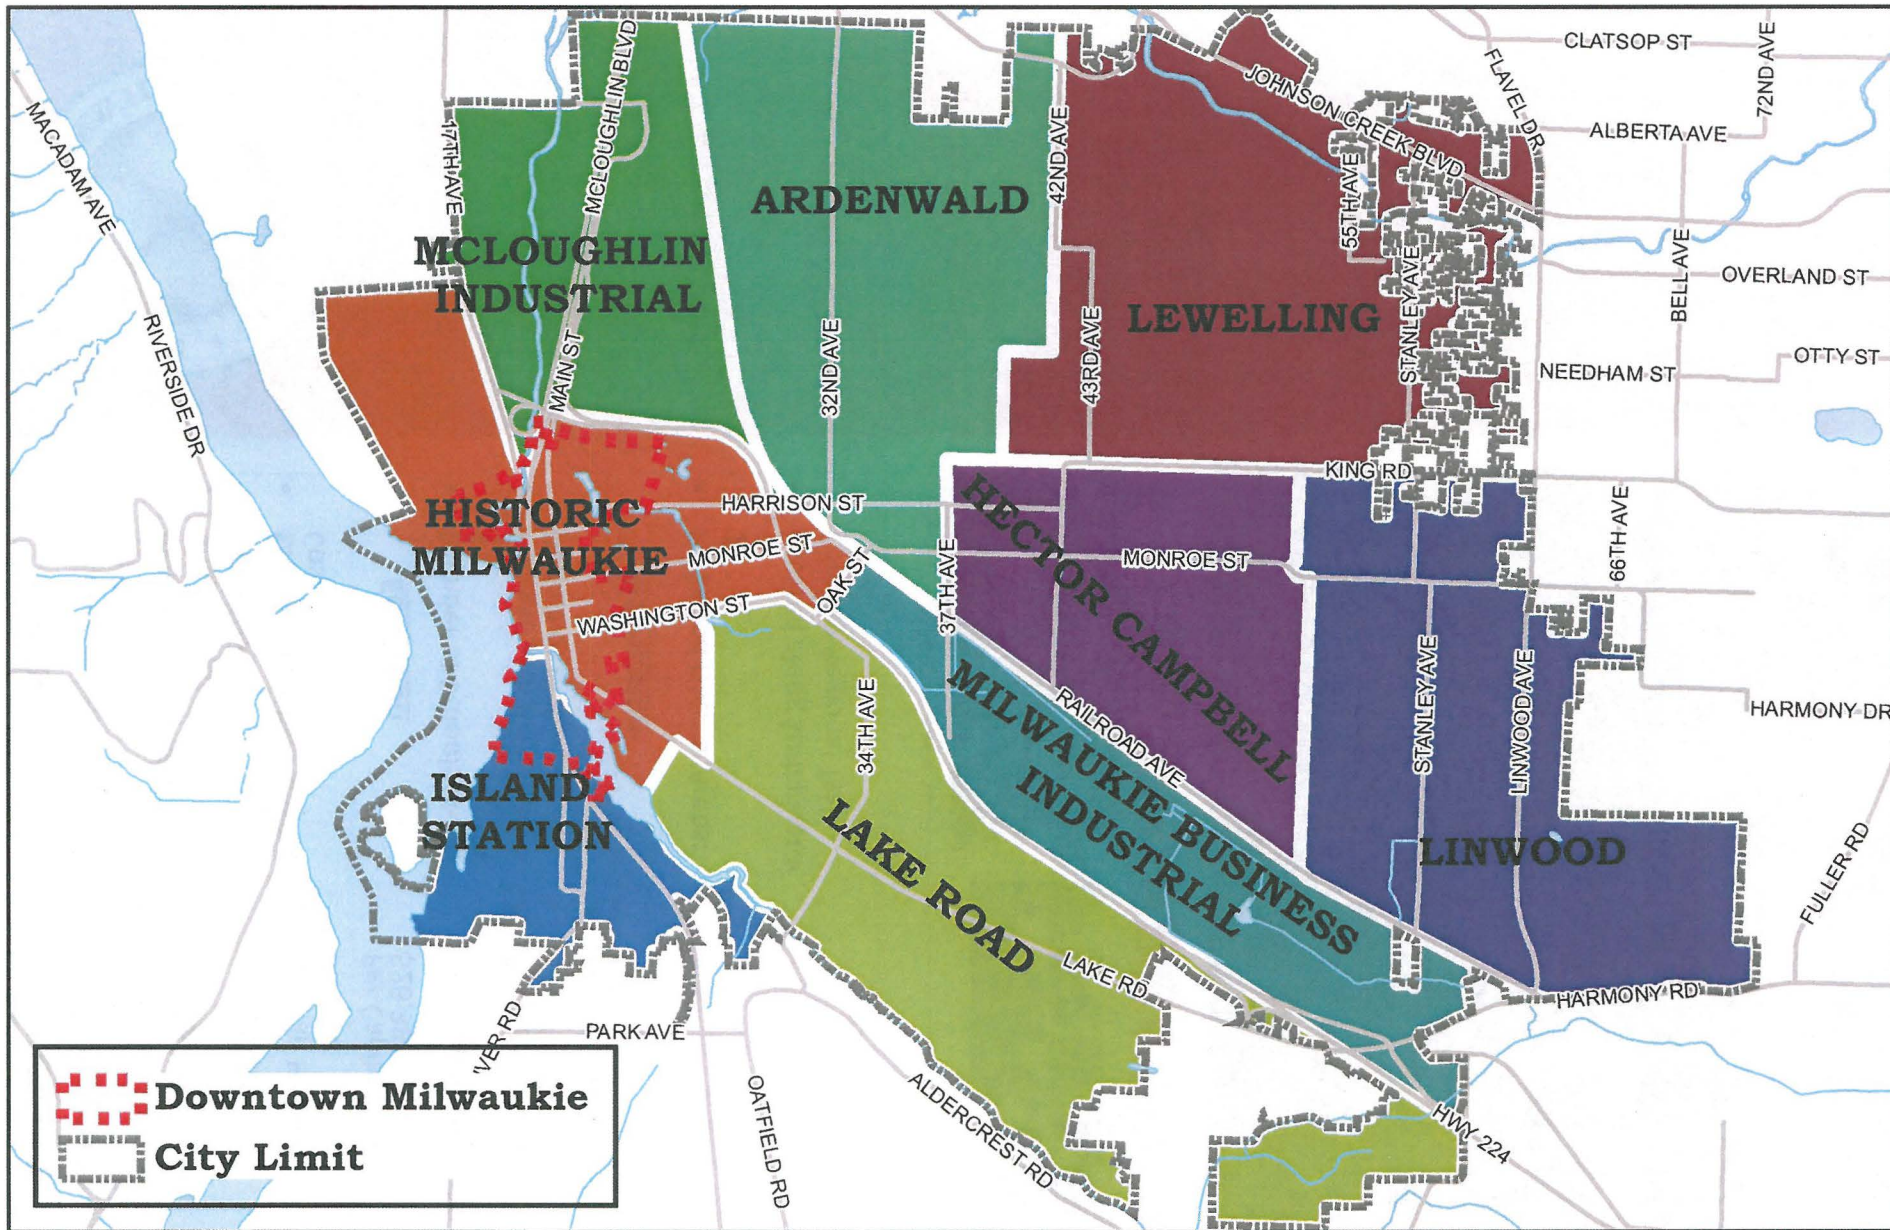 CLATSOP ST
72ND AVE
FLAVEL DR
MCLOUGHLIN BLVD
JOHNSON CREEK BLVD
MACADAM AVE
17TH AVE
42ND AVE
ALBERTA AVE
55TH AVE
ARDENWALD
MCLOUGHLIN
INDUSTRIAL
BELL AVE
OVERLAND ST
STANLEY AVE
LEWELLING
RIVERSIDE DR
MAIN ST
32ND AVE
43RD AVE
OTTY ST
NEEDHAM ST
KING RD
HARRISON ST
HISTORIC
MILWAUKIE
MONROE ST
OAK ST
37TH AVE
HECTOR CAMPBELL
MONROE ST
66TH AVE
WASHINGTON ST
34TH AVE
RAILROAD AVE
STANLEY AVE
LINWOOD AVE
HARMONY DR
MILWAUKIE BUSINESS
INDUSTRIAL
ISLAND
STATION
LAKE ROAD
LINWOOD
FULLER RD
LAKE RD
HARMONY RD
VER RD
PARK AVE
OATFIELD RD
ALDERCREST RD
HWY 224
Downtown Milwaukie
City Limit